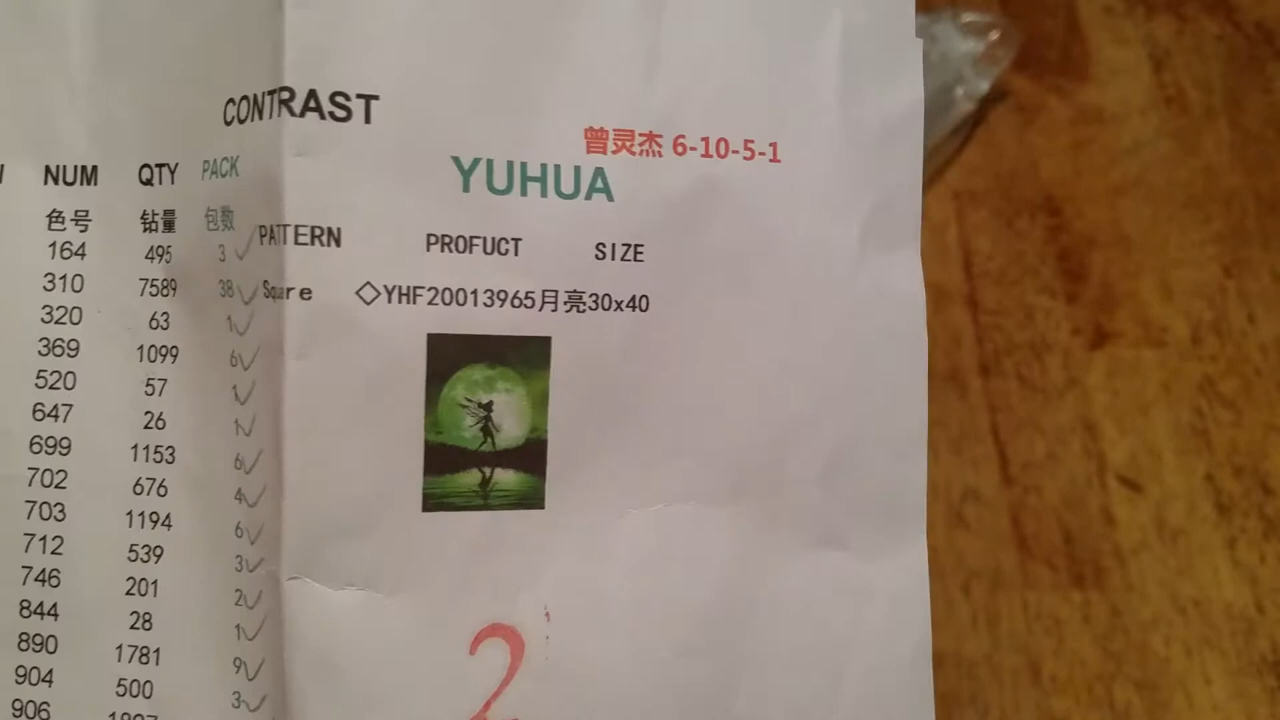 CONTRAST
曾灵杰 6-10-5-1
YUHUA
NUM QTY PACK
色号 钻量 包数
PATTERN PROFUCT SIZE
Square ◇YHF20013965月亮30x40
164 495 3
310 7589 38
320 63 1
369 1099 6
520 57 1
647 26 1
699 1153 6
702 676 4
703 1194 6
712 539 3
746 201 2
844 28 1
890 1781 9
904 500 3
906
2